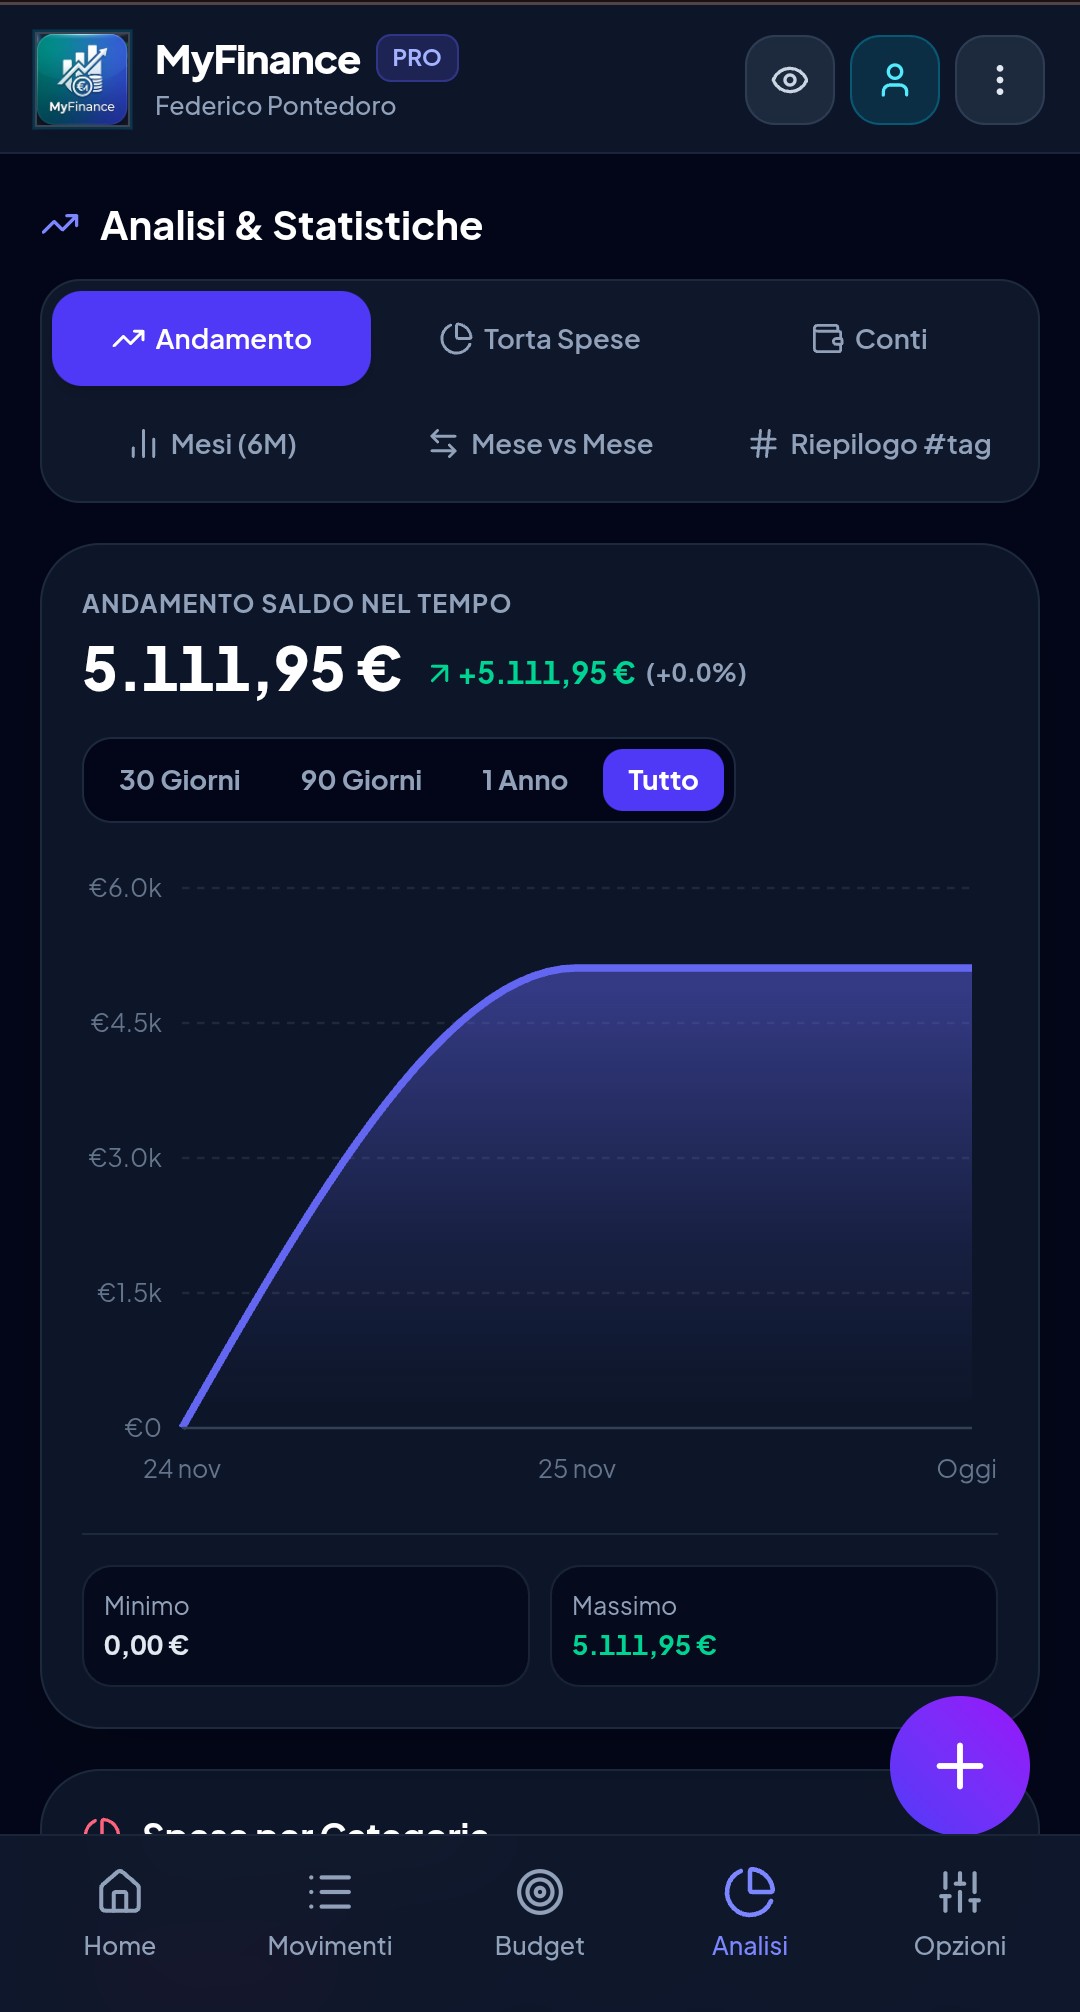 MyFinance PRO
Federico Pontedoro
MyFinance
Analisi & Statistiche
Andamento Torta Spese Conti
Mesi (6M) Mese vs Mese Riepilogo #tag
ANDAMENTO SALDO NEL TEMPO
5.111,95 € +5.111,95 € (+0.0%)
30 Giorni 90 Giorni 1 Anno Tutto
€6.0k
€4.5k
€3.0k
€1.5k
€0
24 nov 25 nov Oggi
Minimo
0,00 €
Massimo
5.111,95 €
Spese per Categoria
Home Movimenti Budget Analisi Opzioni